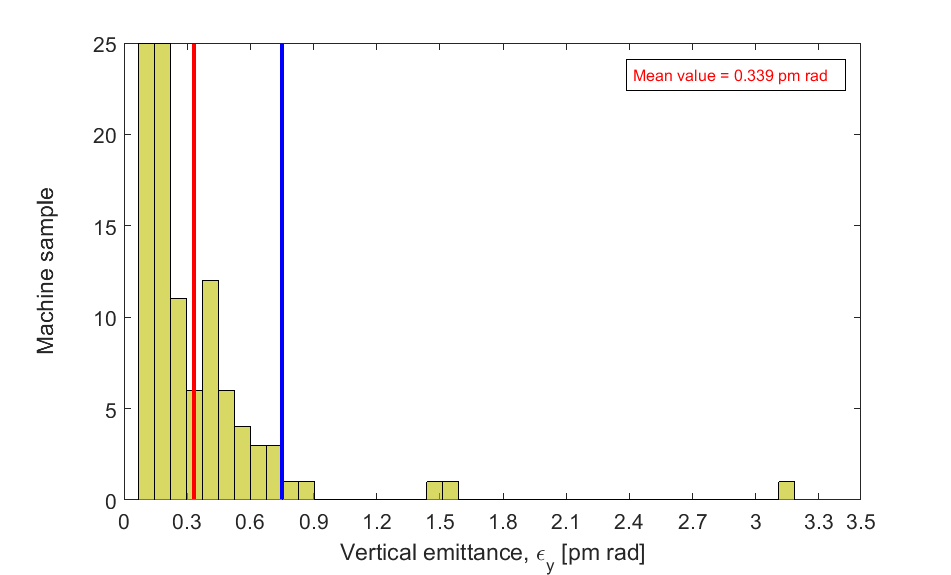 Mean value = 0.339 pm rad
25
20
15
10
5
0
Machine sample
0 0.3 0.6 0.9 1.2 1.5 1.8 2.1 2.4 2.7 3 3.3 3.5
Vertical emittance, ϵy [pm rad]